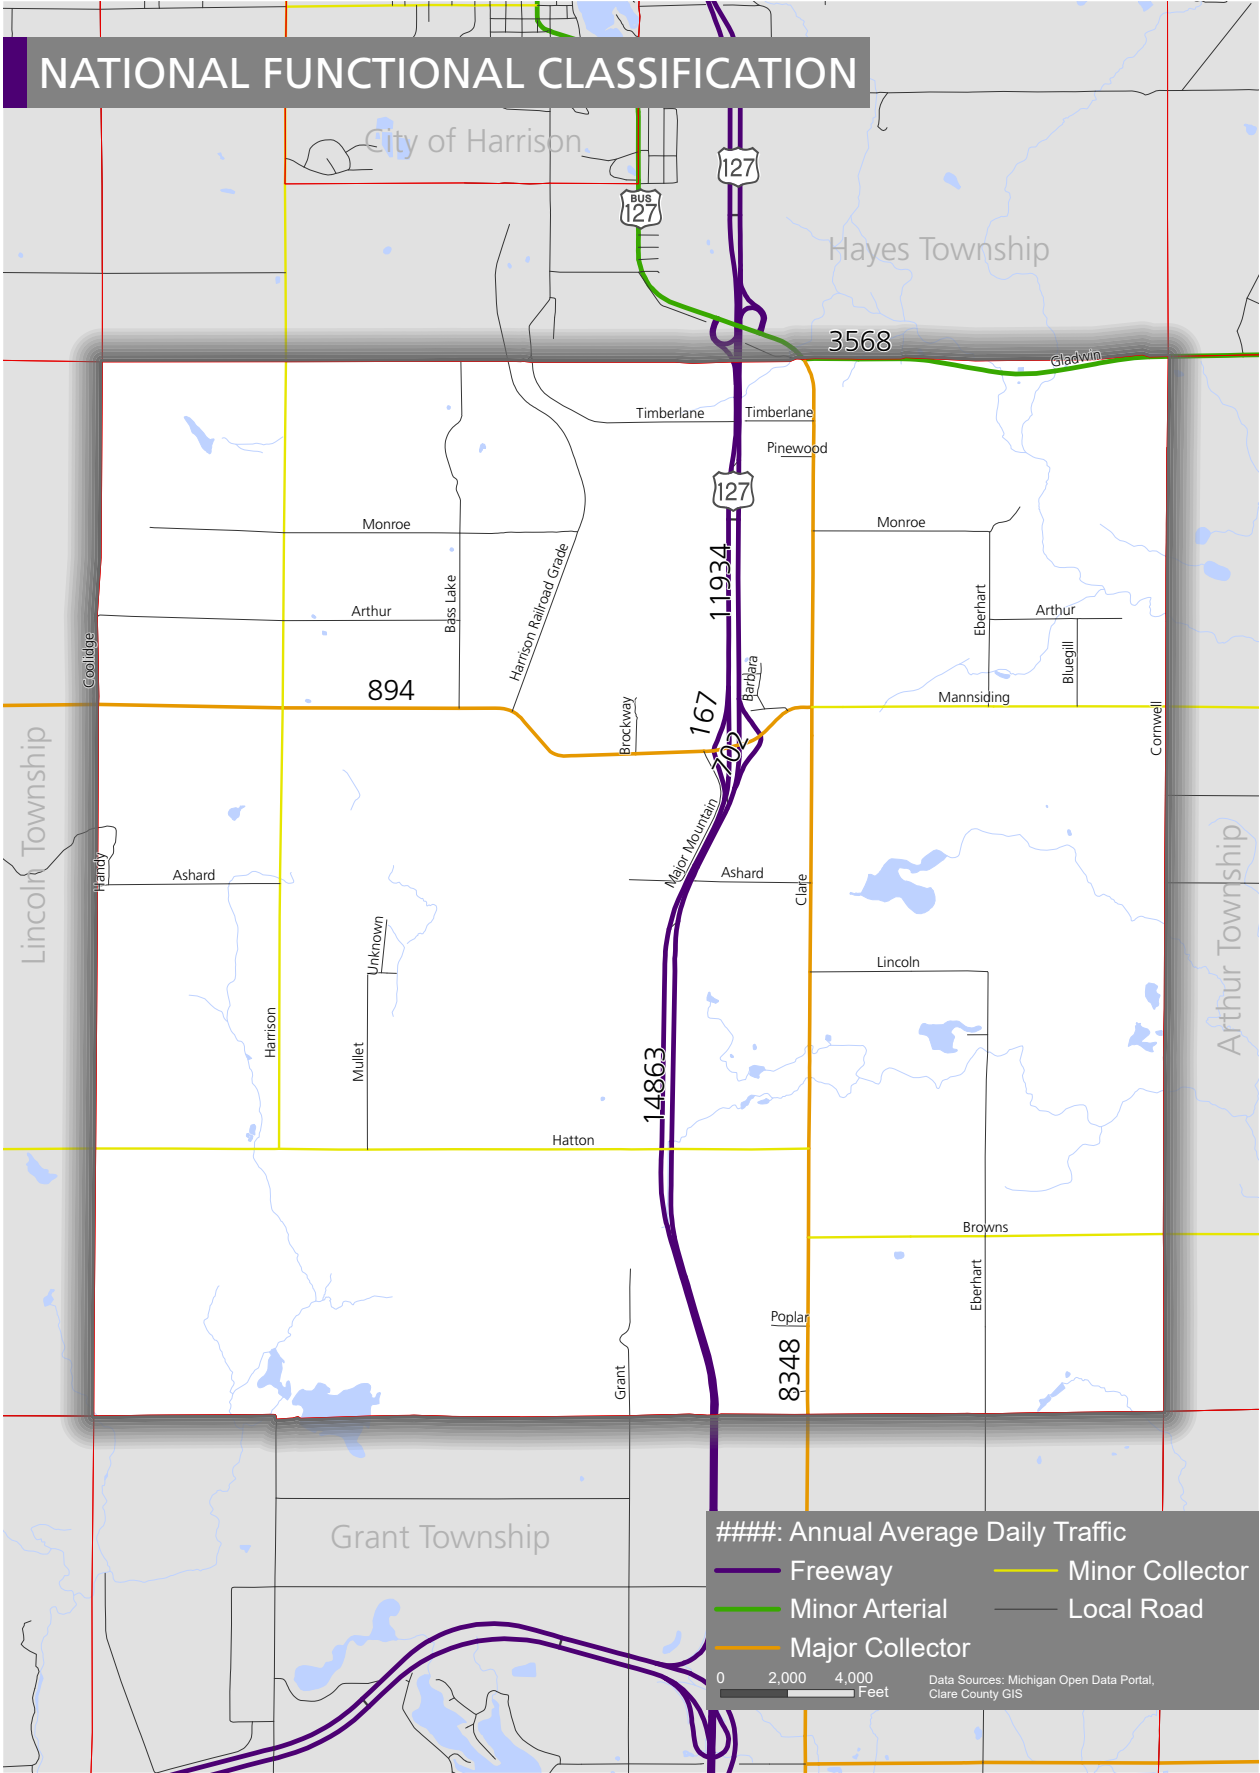 NATIONAL FUNCTIONAL CLASSIFICATION
City of Harrison
127
BUS
127
Hayes Township
3568
Gladwin
Timberlane
Timberlane
Pinewood
127
Monroe
Monroe
11934
Harrison Railroad Grade
Bass Lake
Eberhart
Arthur
Arthur
Coolidge
Bluegill
Barbara
894
167
Mannsiding
Brockway
Cornwell
702
Lincoln Township
Major Mountain
Handy
Ashard
Ashard
Clare
Arthur Township
Unknown
Lincoln
Harrison
Mullet
14863
Hatton
Browns
Eberhart
Poplar
8348
Grant
Grant Township
####: Annual Average Daily Traffic
Freeway
Minor Collector
Minor Arterial
Local Road
Major Collector
0 2,000 4,000
Feet
Data Sources: Michigan Open Data Portal,
Clare County GIS